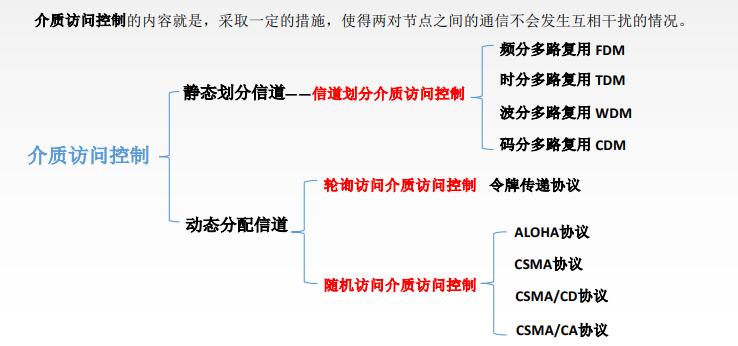 介质访问控制的内容就是，采取一定的措施，使得两对节点之间的通信不会发生互相干扰的情况。
介质访问控制
静态划分信道——信道划分介质访问控制
频分多路复用 FDM
时分多路复用 TDM
波分多路复用 WDM
码分多路复用 CDM
动态分配信道
轮询访问介质访问控制 令牌传递协议
随机访问介质访问控制
ALOHA协议
CSMA协议
CSMA/CD协议
CSMA/CA协议